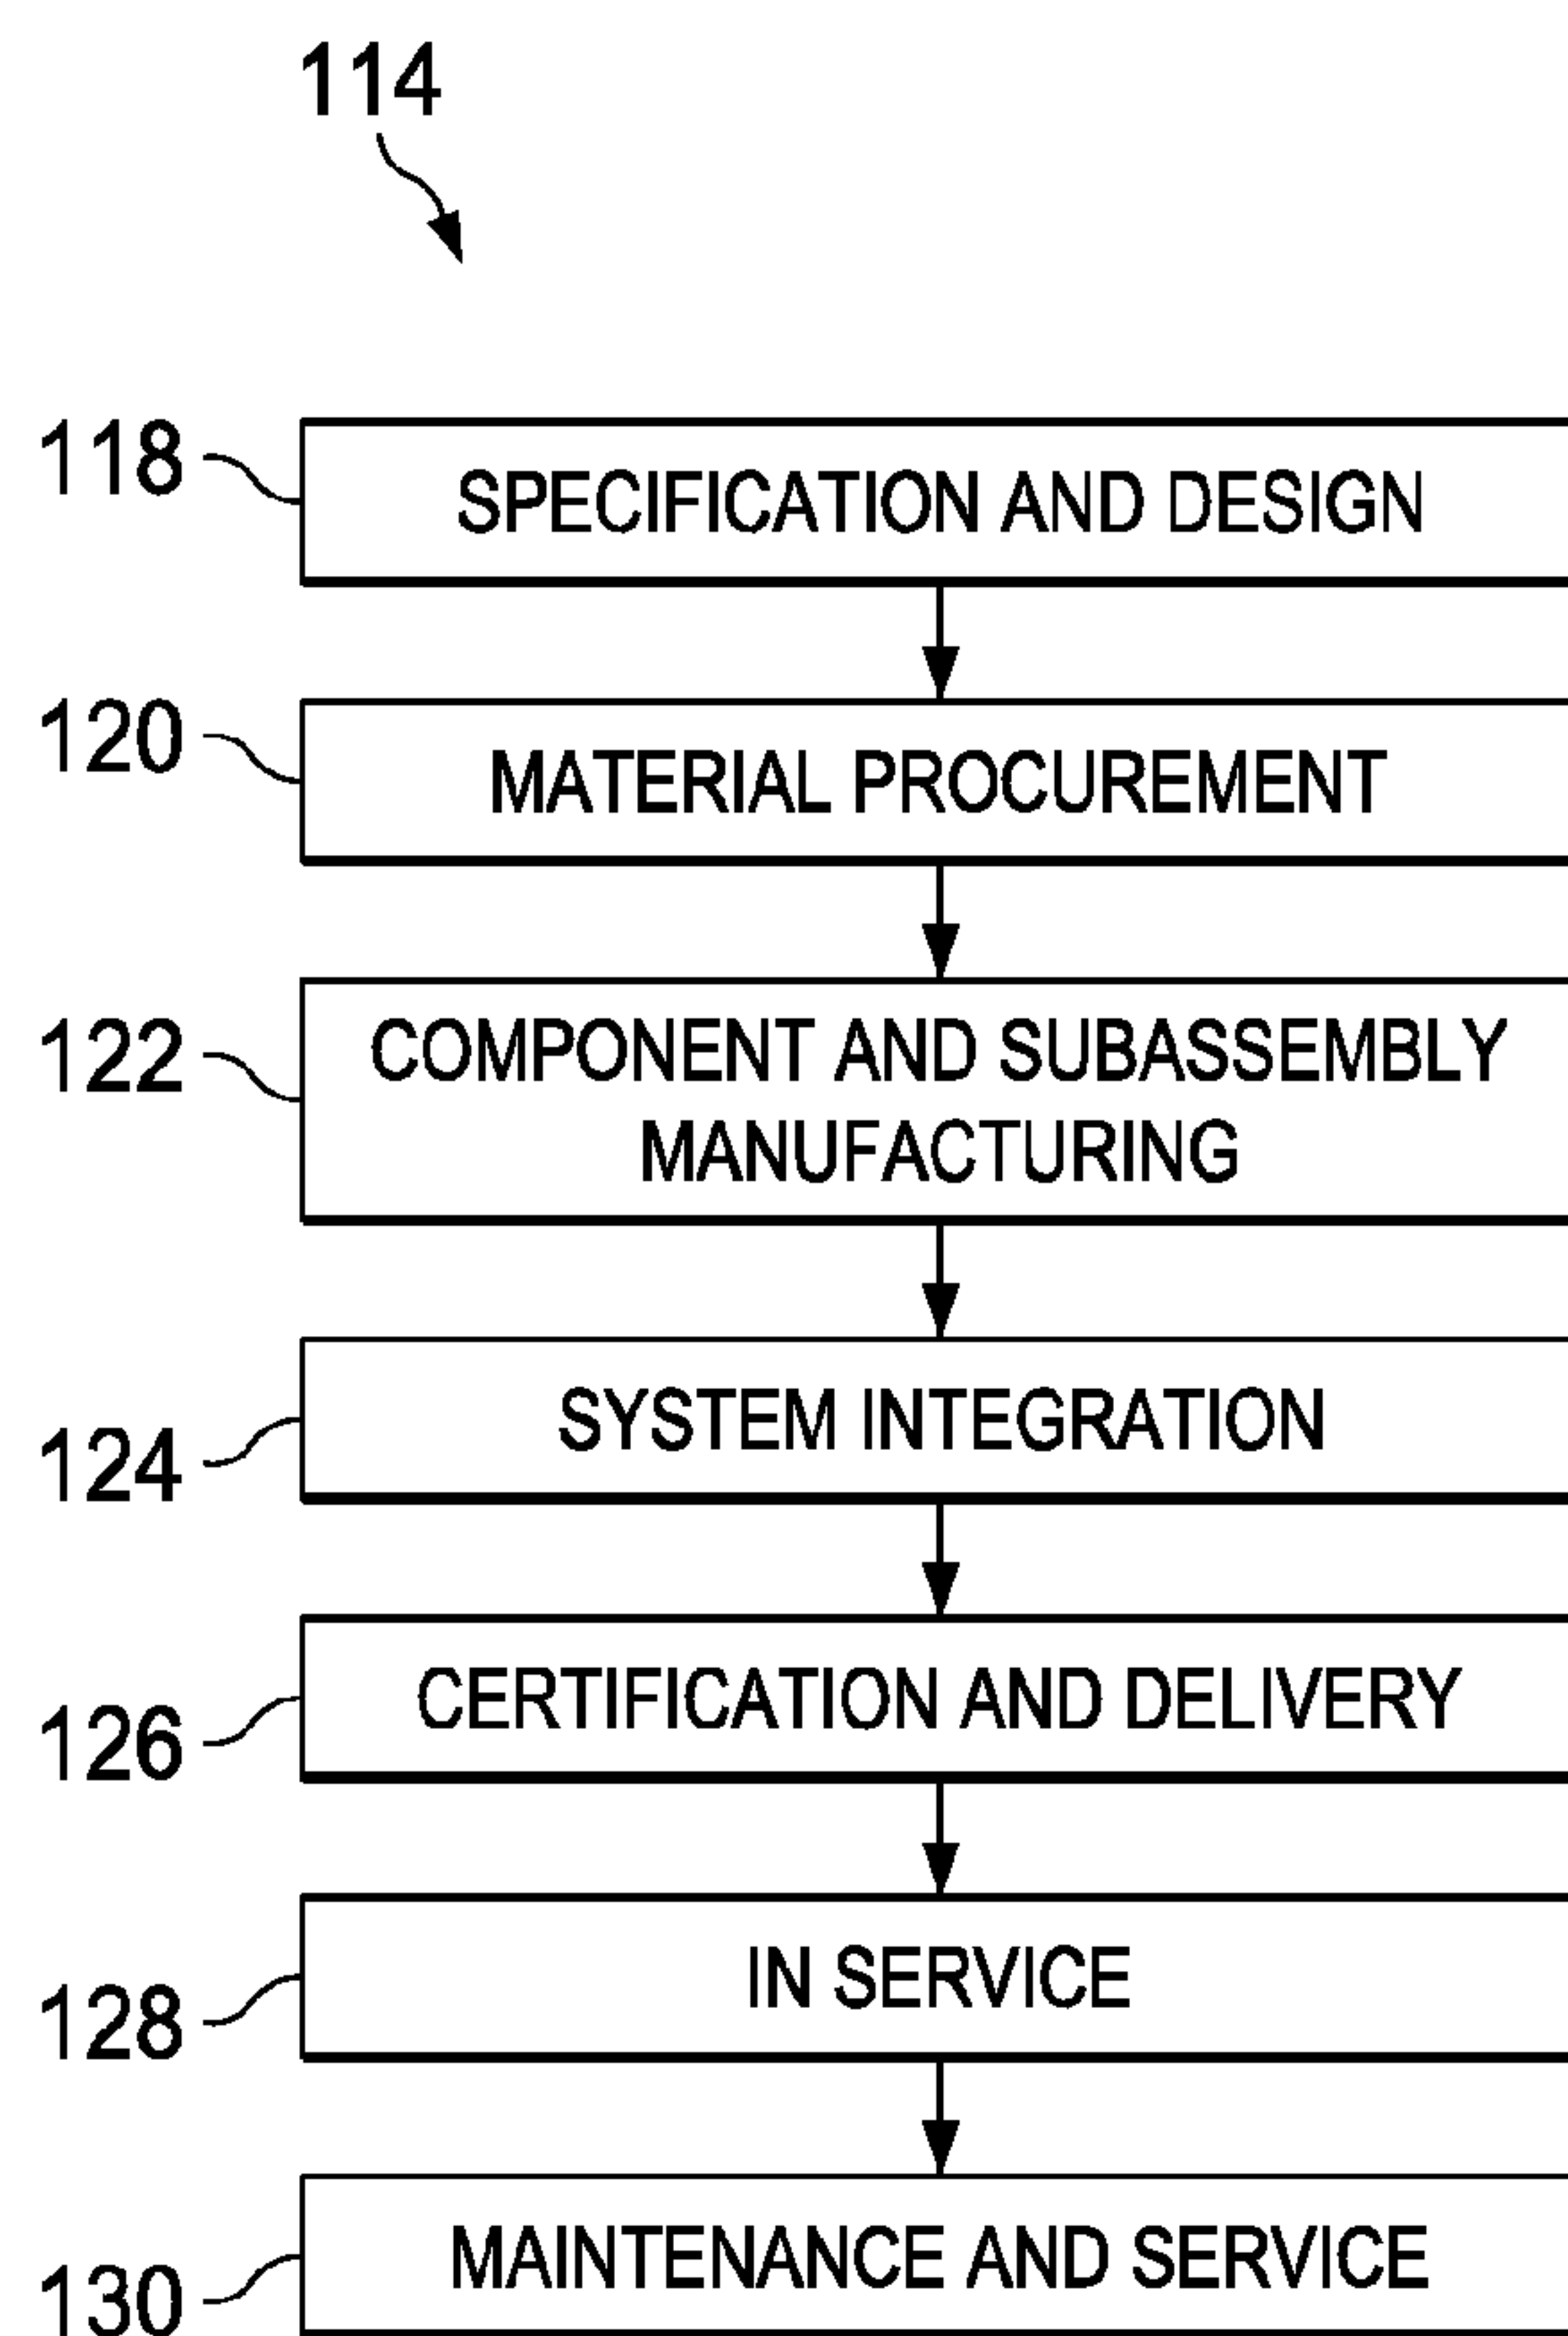 114
118
SPECIFICATION AND DESIGN
120
MATERIAL PROCUREMENT
122
COMPONENT AND SUBASSEMBLY
MANUFACTURING
124
SYSTEM INTEGRATION
126
CERTIFICATION AND DELIVERY
128
IN SERVICE
130
MAINTENANCE AND SERVICE